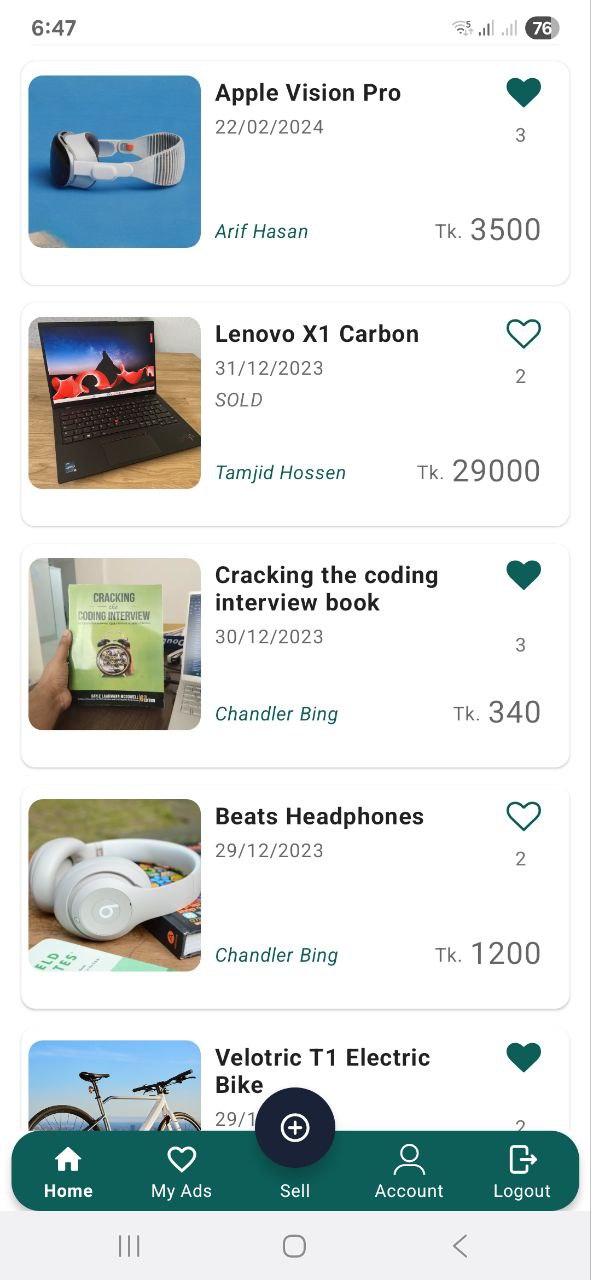 6:47
76
Apple Vision Pro
22/02/2024
3
Arif Hasan
Tk. 3500
Lenovo X1 Carbon
31/12/2023
2
SOLD
Tamjid Hossen
Tk. 29000
CRACKING
the
CODING INTERVIEW
Cracking the coding
interview book
30/12/2023
3
Chandler Bing
Tk. 340
ELD
TES
Beats Headphones
29/12/2023
2
Chandler Bing
Tk. 1200
Velotric T1 Electric
Bike
29/1
2
Home
My Ads
Sell
Account
Logout